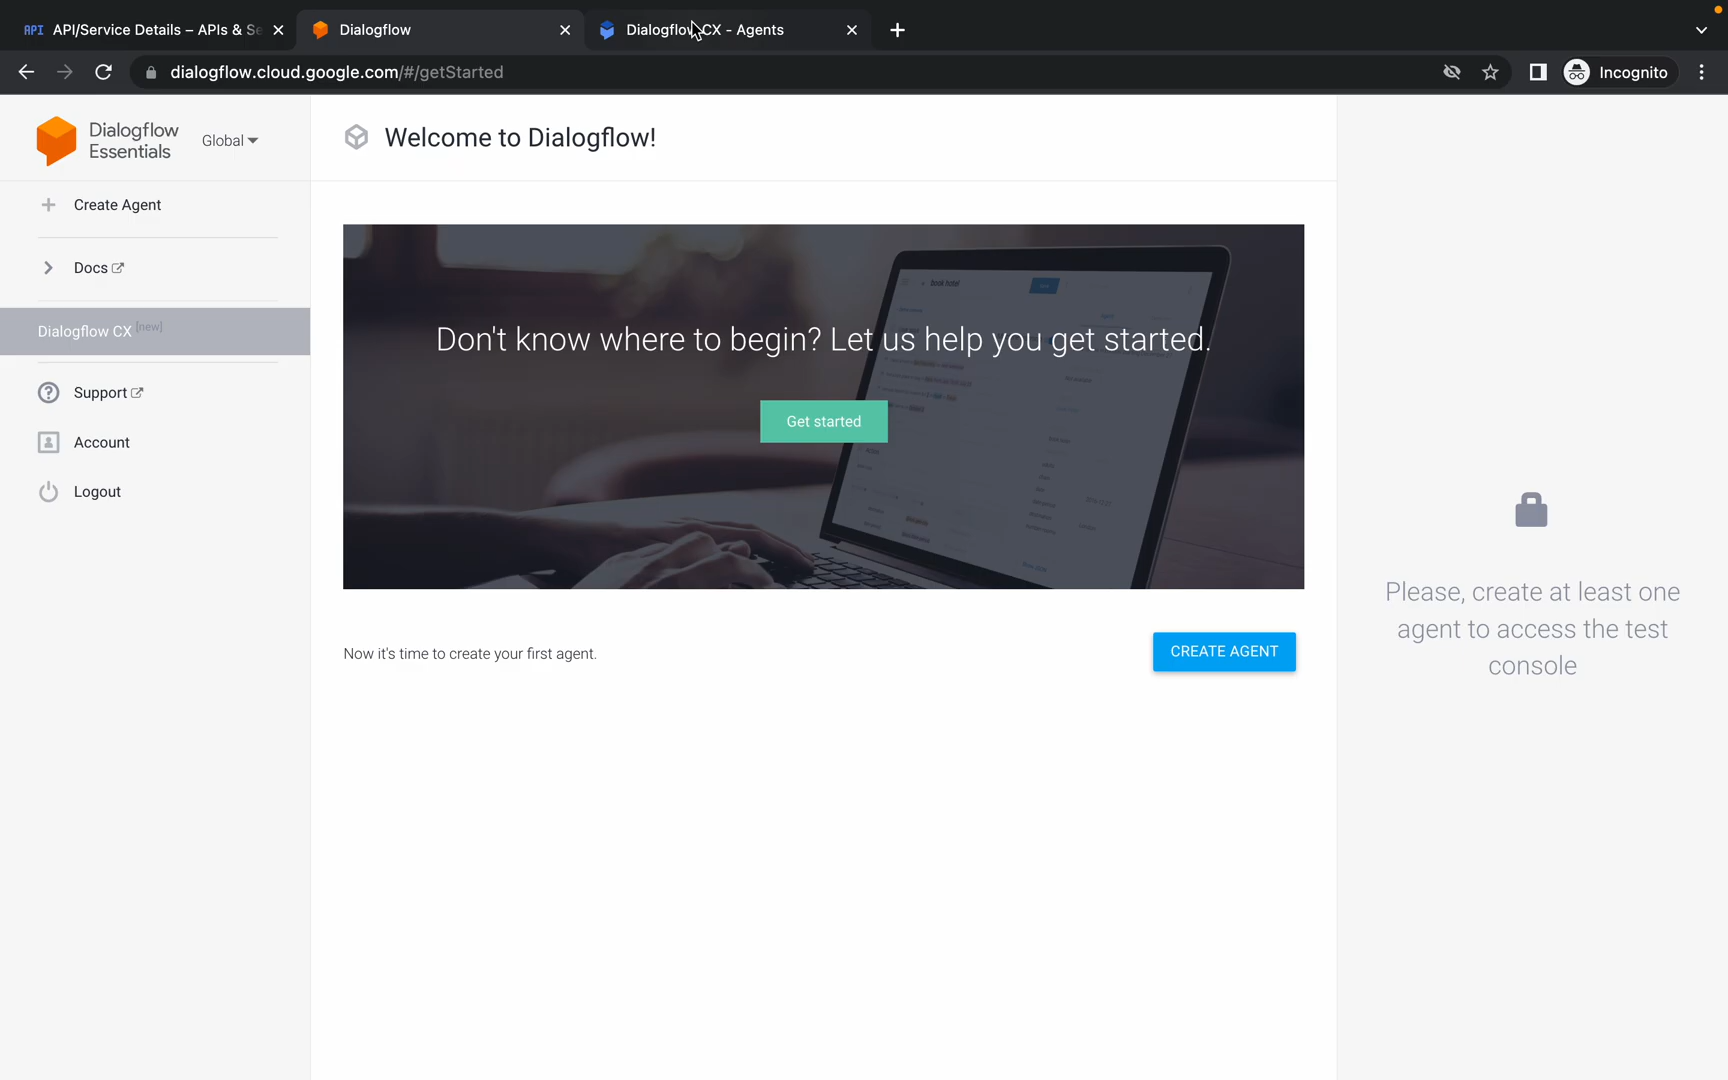 API API/Service Details – APIs & Se
Dialogflow
Dialogflow CX - Agents
dialogflow.cloud.google.com/#/getStarted
Incognito
Dialogflow
Essentials
Global
Create Agent
Docs
Dialogflow CX [new]
Support
Account
Logout
Welcome to Dialogflow!
book hotel
Don't know where to begin? Let us help you get started.
Get started
Now it's time to create your first agent.
CREATE AGENT
Please, create at least one
agent to access the test
console